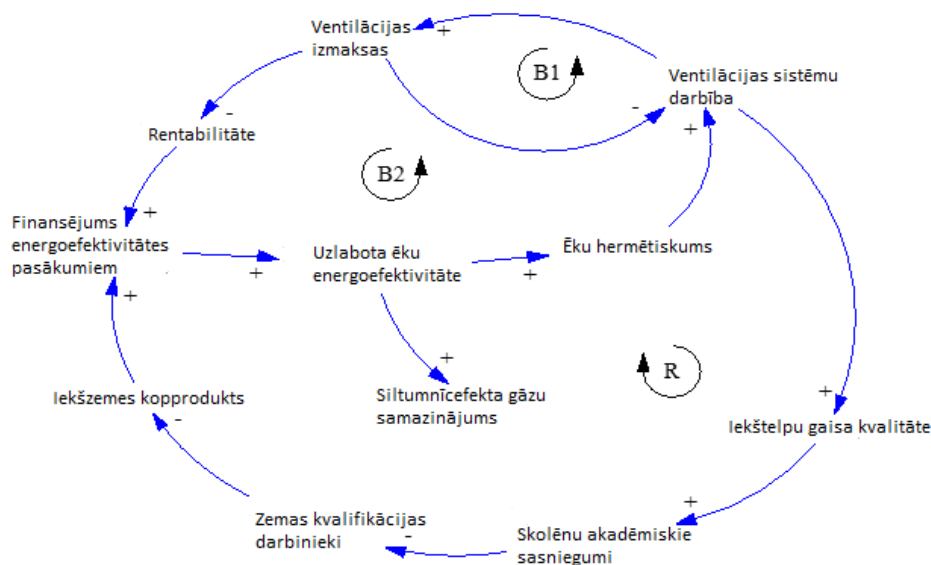 Ventilācijas
izmaksas
+
B1
Ventilācijas sistēmu
darbība
-
+
-
Rentabilitāte
B2
+
Finansējums
energoefektivitātes
pasākumiem
+
+
Uzlabota ēku
energoefektivitāte
+
Ēku hermētiskums
+
Siltumnīcefekta gāzu
samazinājums
R
Iekšzemes kopprodukts
-
+
Iekštelpu gaisa kvalitāte
+
Zemas kvalifikācijas
darbinieki
-
Skolēnu akadēmiskie
sasniegumi